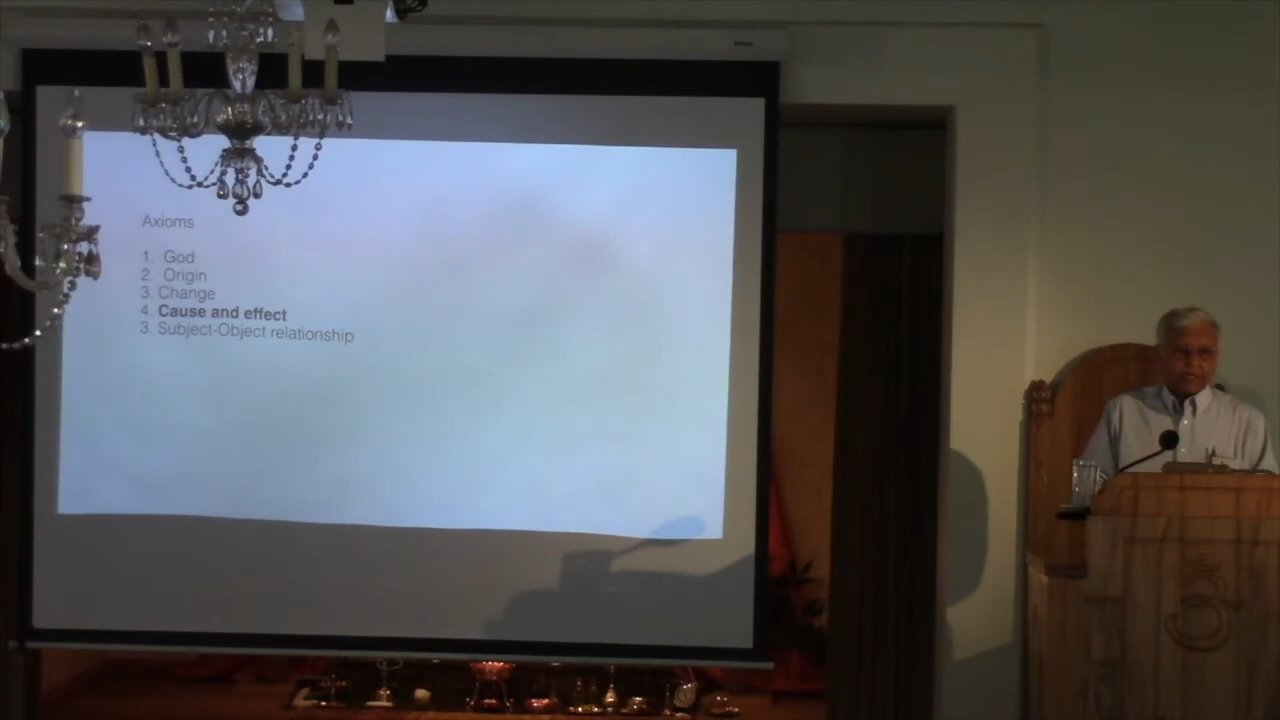 Axioms
1. God
2. Origin
3. Change
4. Cause and effect
3. Subject-Object relationship
ॐ